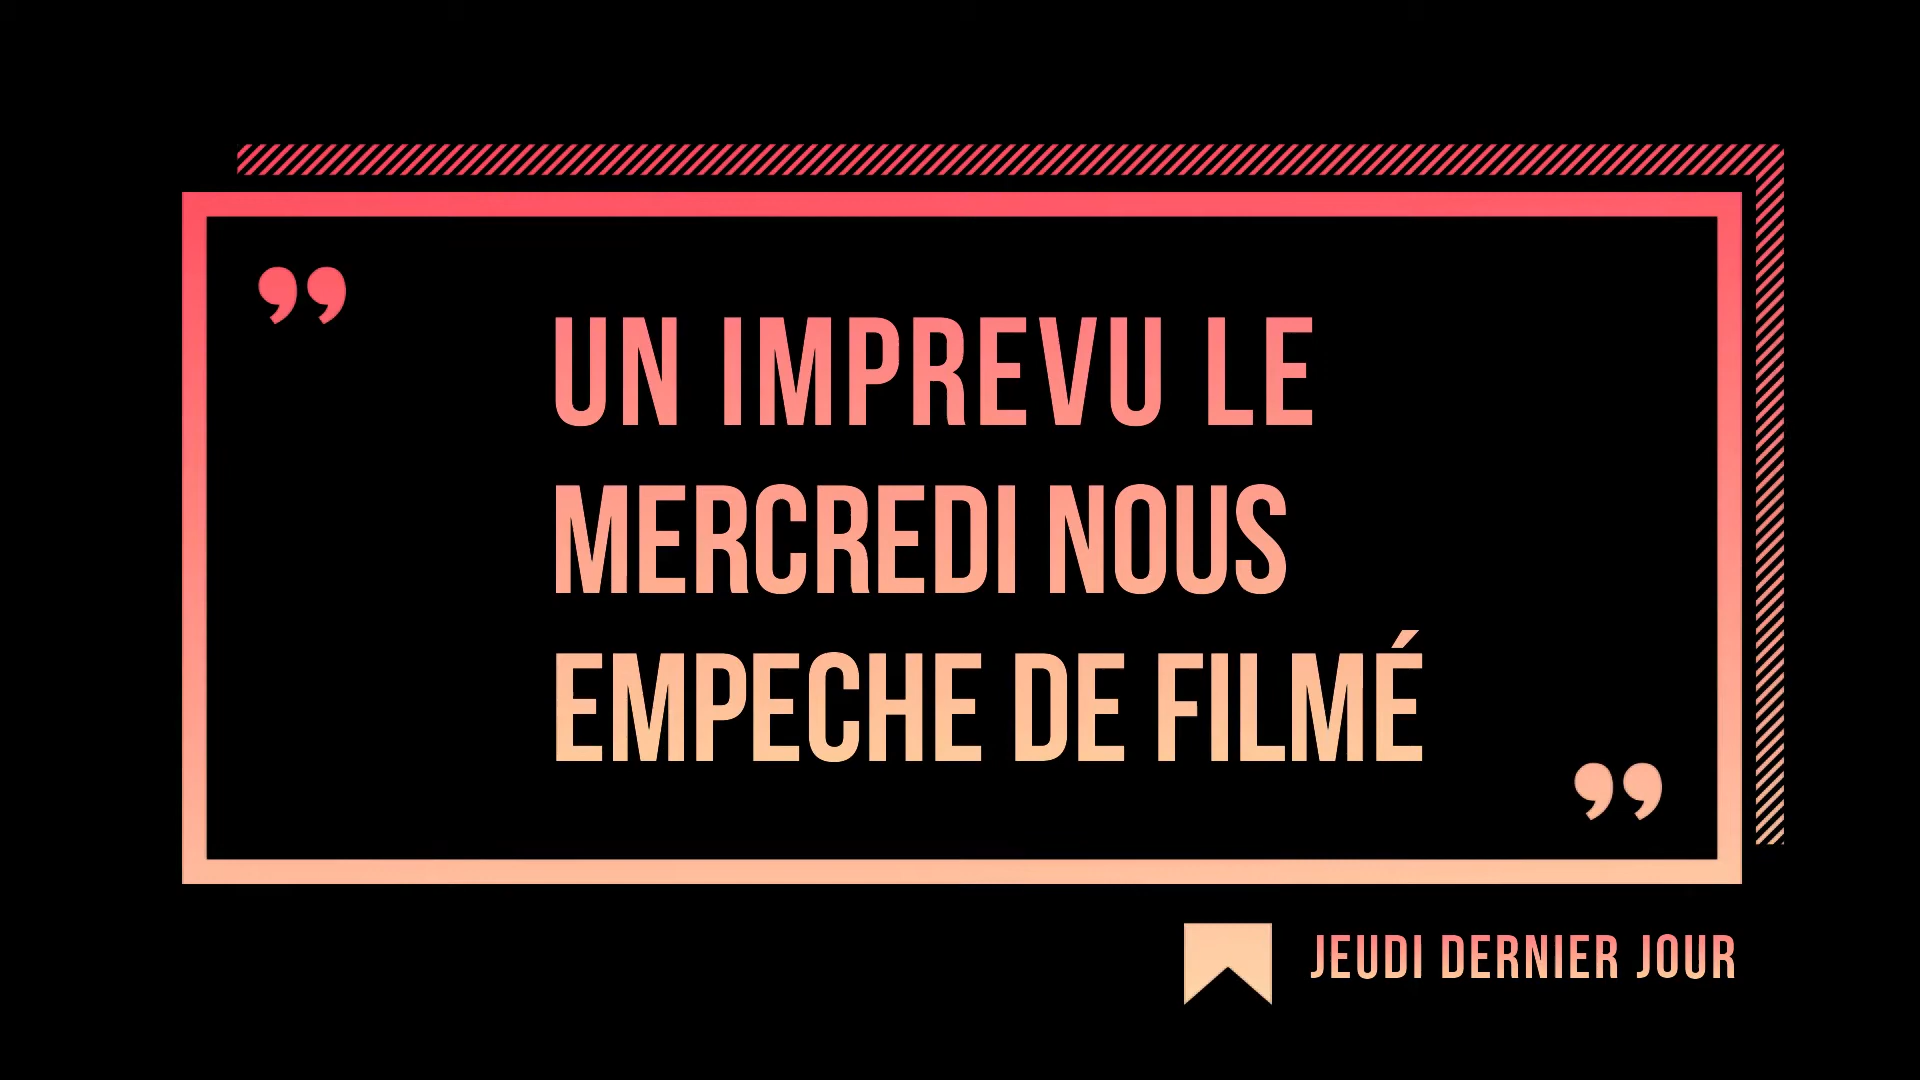 ”
UN IMPREVU LE
MERCREDI NOUS
EMPECHE DE FILMÉ
”
JEUDI DERNIER JOUR